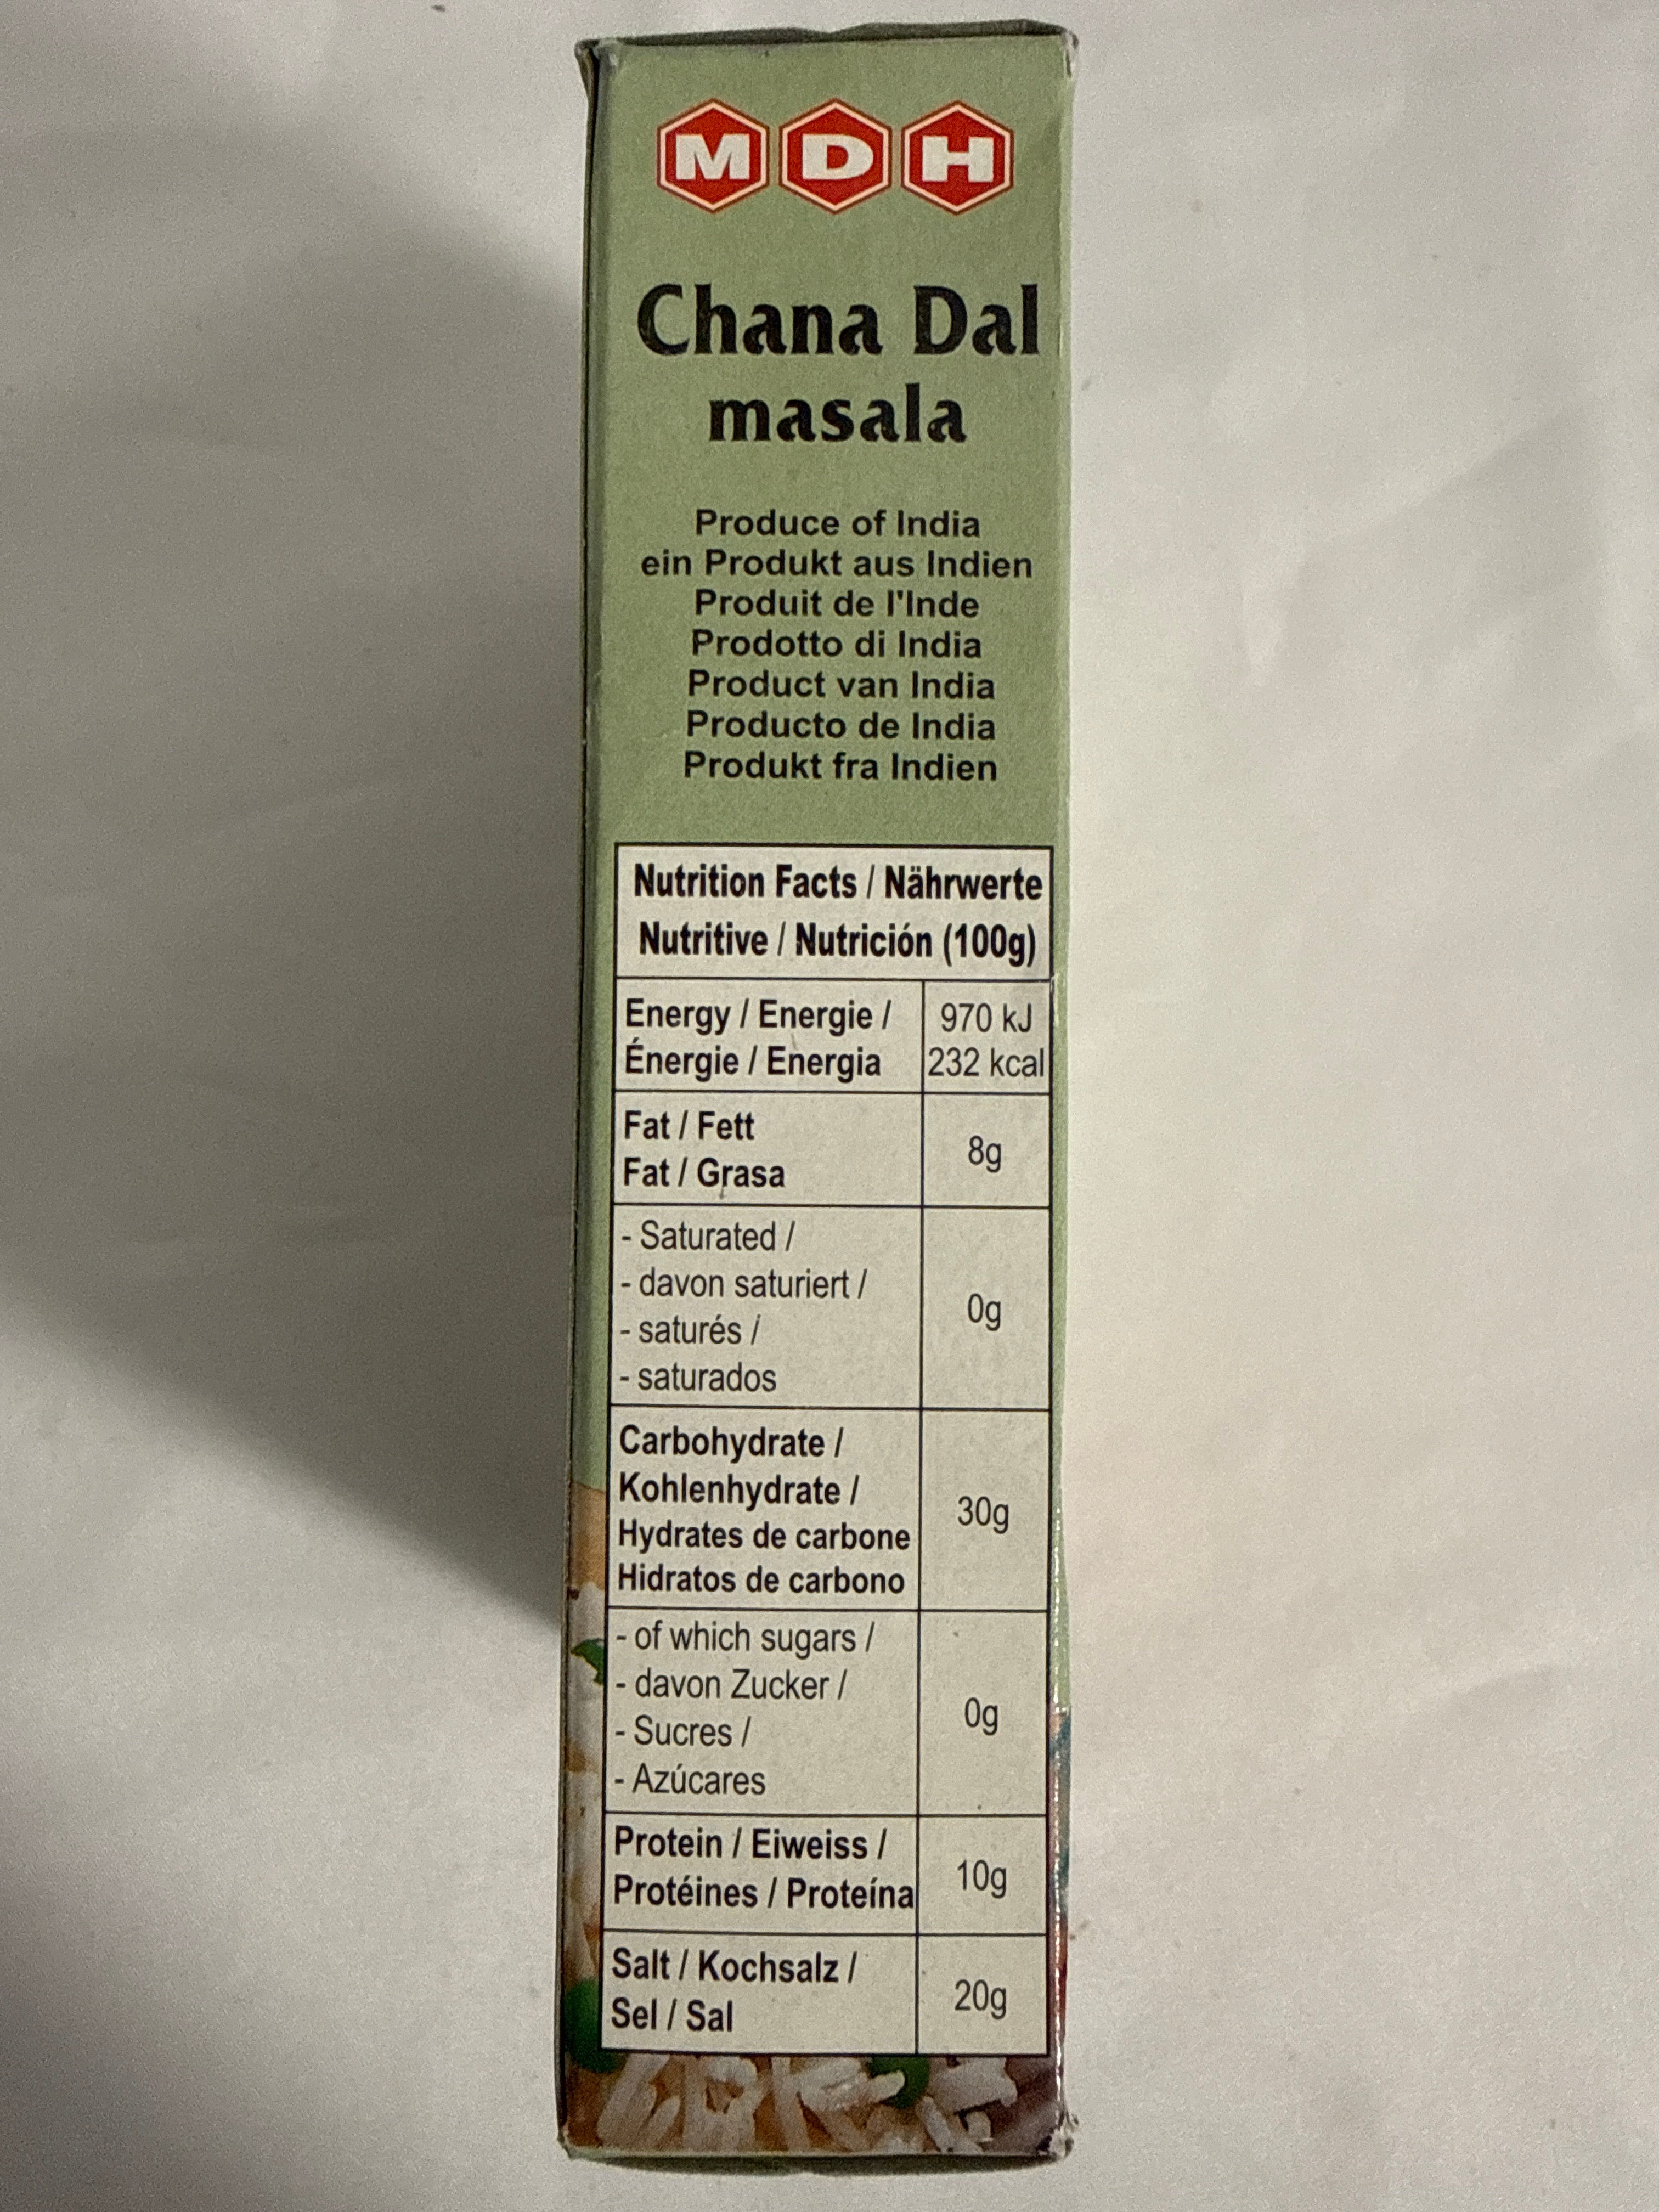 MDH
Chana Dal
masala
Produce of India
ein Produkt aus Indien
Produit de l'Inde
Prodotto di India
Product van India
Producto de India
Produkt fra Indien
Nutrition Facts / Nährwerte
Nutritive / Nutrición (100g)
Energy / Energie / 970 kJ
Énergie / Energia 232 kcal
Fat / Fett
Fat / Grasa
8g
- Saturated /
- davon saturiert /
- saturés /
- saturados
0g
Carbohydrate /
Kohlenhydrate /
Hydrates de carbone
Hidratos de carbono
30g
- of which sugars /
- davon Zucker /
- Sucres /
- Azúcares
0g
Protein / Eiweiss /
Protéines / Proteína
10g
Salt / Kochsalz /
Sel / Sal
20g